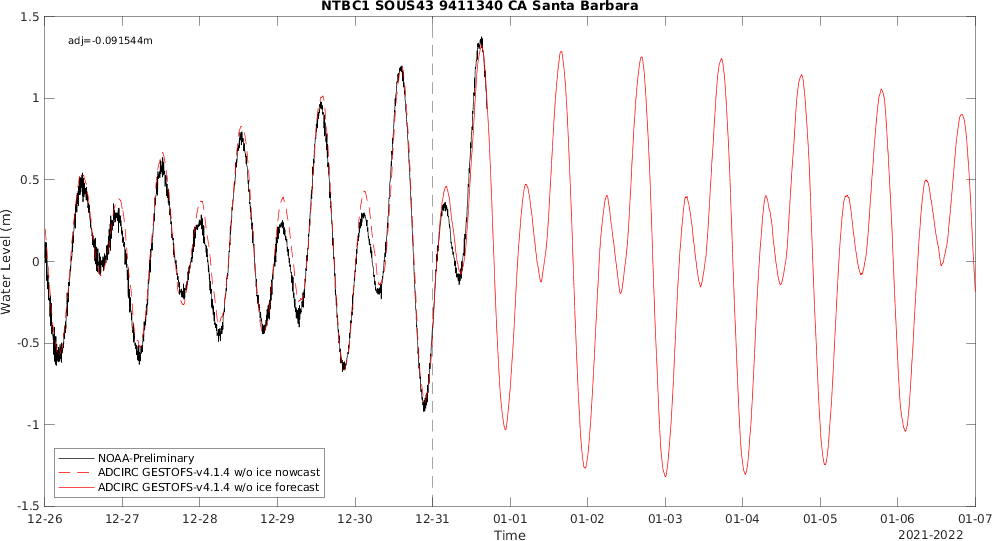 NTBC1 SOUS43 9411340 CA Santa Barbara
adj=-0.091544m
1.5
1
0.5
0
-0.5
-1
-1.5
Water Level (m)
NOAA-Preliminary
ADCIRC GESTOFS-v4.1.4 w/o ice nowcast
ADCIRC GESTOFS-v4.1.4 w/o ice forecast
12-26 12-27 12-28 12-29 12-30 12-31 01-01 01-02 01-03 01-04 01-05 01-06 01-07
Time
2021-2022